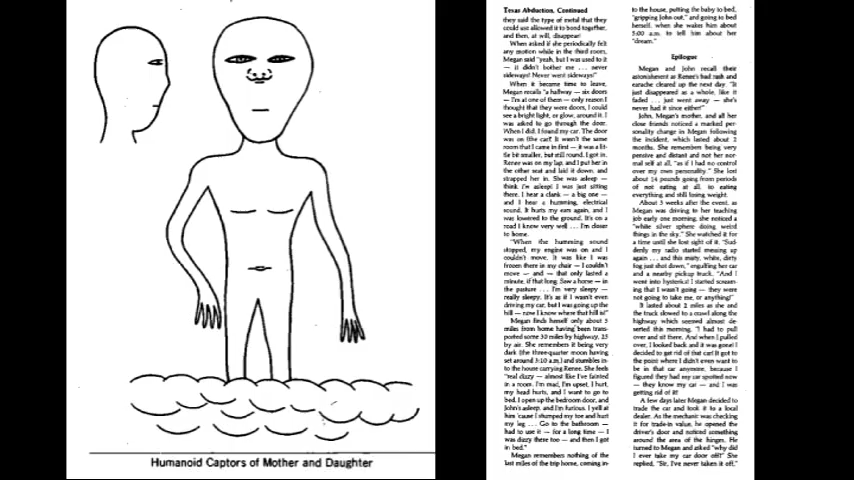 Humanoid Captors of Mother and Daughter
Texas Abduction, Continued
they said the type of metal that they
could use allowed it to bond together,
and then, at will, disappear!
When asked if she periodically felt
any motion while in the third room,
Megan said "yeah, but I was used to it
— it didn't bother me . . . never
sideways! Never went sideways!"
When it became time to leave,
Megan recalls "a hallway — six doors
— I'm at one of them — only reason I
thought that they were doors, I could
see a bright light, or glow, around it. I
was asked to go through the door.
When I did, I found my car. The door
was on (the car)! It wasn't the same
room that I came in first — it was a lit-
tle bit smaller, but still round. I got in.
Renee was on my lap, and I put her in
the other seat and laid it down, and
strapped her in. She was asleep —
think I'm asleep! I was just sitting
there. I hear a clank — a big one —
and I hear a humming, electrical
sound. It hurts my ears again, and I
was lowered to the ground. It's on a
road I know very well . . . I'm closer
to home.
"When the humming sound
stopped, my engine was on and I
couldn't move. It was like I was
frozen there in my chair — I couldn't
move — and — that only lasted a
minute, if that long. Saw a home — in
the pasture . . . I'm very sleepy —
really sleepy. It's as if I wasn't even
driving my car, but I was going up the
hill — now I know where that hill is!"
Megan finds herself only about 5
miles from home having been trans-
ported some 30 miles by highway, 25
by air. She remembers it being very
dark (the three-quarter moon having
set around 3:10 a.m.) and stumbles in-
to the house carrying Renee. She feels
"real dizzy — almost like I've fainted
in a room. I'm mad, I'm upset, I hurt,
my head hurts, and I want to go to
bed. I open up the bedroom door, and
John's asleep, and I'm furious. I yell at
him 'cause I stumped my toe and hurt
my leg . . . Go to the bathroom —
had to use it — for a long time — I
was dizzy there too — and then I got
in bed."
Megan remembers nothing of the
last miles of the trip home, coming in-
to the house, putting the baby to bed,
"griping John out," and going to bed
herself, when she wakes him about
5:00 a.m. to tell him about her
"dream."
Epilogue
Megan and John recall their
astonishment as Renee's bad rash and
earache cleared up the next day. "It
just disappeared as a whole, like it
faded . . . just went away — she's
never had it since either!"
John, Megan's mother, and all her
close friends noticed a marked per-
sonality change in Megan following
the incident, which lasted about 2
months. She remembers being very
pensive and distant and not her nor-
mal self at all, "as if I had no control
over my own personality." She lost
about 14 pounds going from periods
of not eating at all, to eating
everything and still losing weight.
About 3 weeks after the event, as
Megan was driving to her teaching
job early one morning, she noticed a
"white silver sphere doing weird
things in the sky." She watched it for
a time until she lost sight of it. "Sud-
denly my radio started messing up
again . . . and this misty, white, dirty
fog just shot down," engulfing her car
and a nearby pickup truck. "And I
went into hysterics! I started scream-
ing that I wasn't going — they were
not going to take me, or anything!"
It lasted about 2 miles as she and
the truck slowed to a crawl along the
highway which seemed almost de-
serted this morning. "I had to pull
over and sit there. And when I pulled
over, I looked back and it was gone! I
decided to get rid of that car! It got to
the point where I didn't even want to
be in that car anymore, because I
figured they had my car spotted now
— they know my car — and I was
getting rid of it!"
A few days later Megan decided to
trade the car and took it to a local
dealer. As the mechanic was checking
it for trade-in value, he opened the
driver's door and noticed something
around the area of the hinges. He
turned to Megan and asked "why did
I ever take my car door off?" She
replied, "Sir, I've never taken it off."